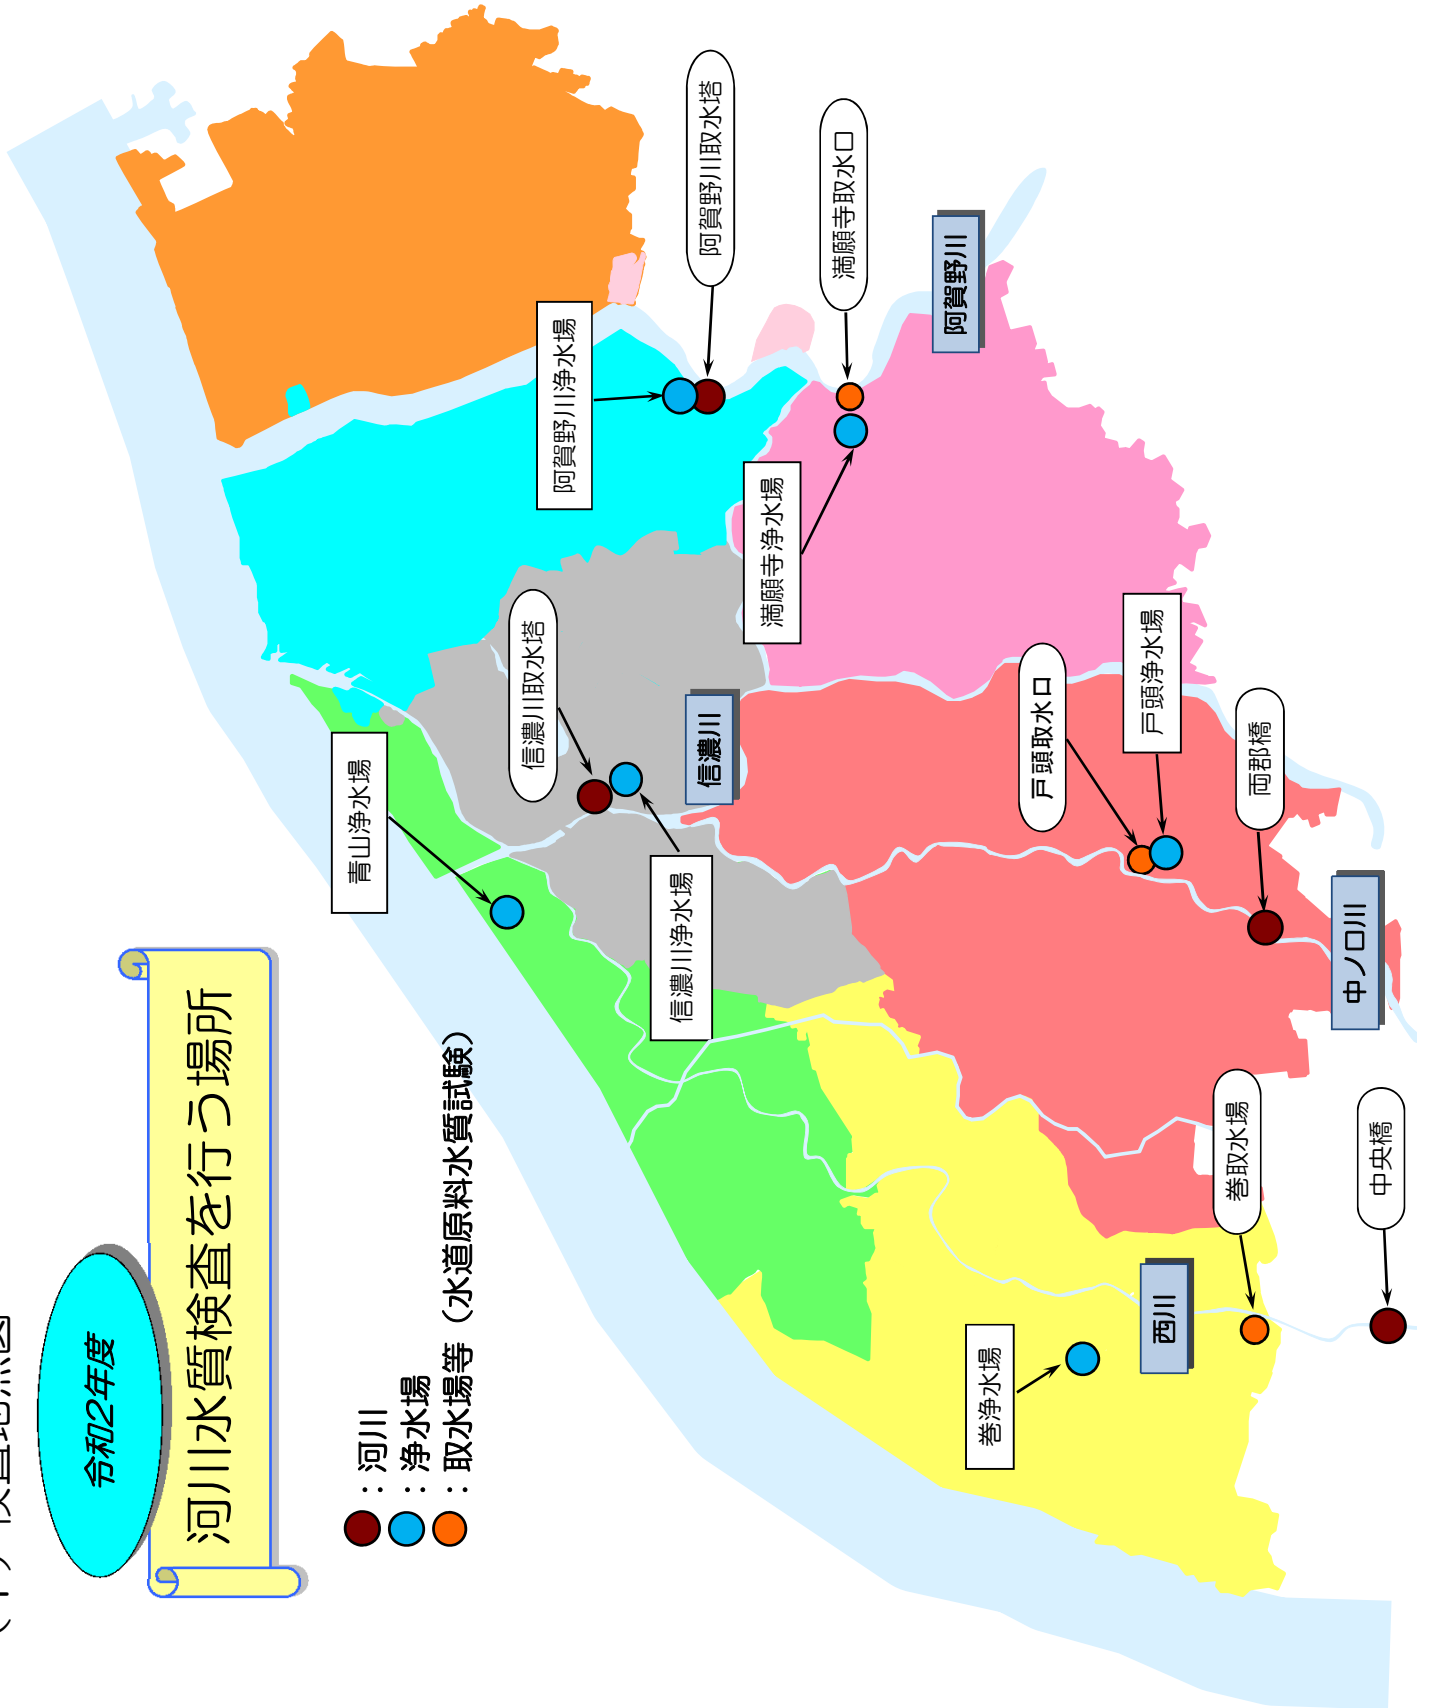 令和2年度
河川水質検査を行う場所
：河川
：浄水場
：取水場等（水道原料水質試験）
青山浄水場
信濃川取水塔
信濃川浄水場
信濃川
阿賀野川浄水場
阿賀野川取水塔
満願寺取水口
満願寺浄水場
阿賀野川
戸頭取水口
戸頭浄水場
両郡橋
中ノ口川
巻浄水場
西川
巻取水場
中央橋